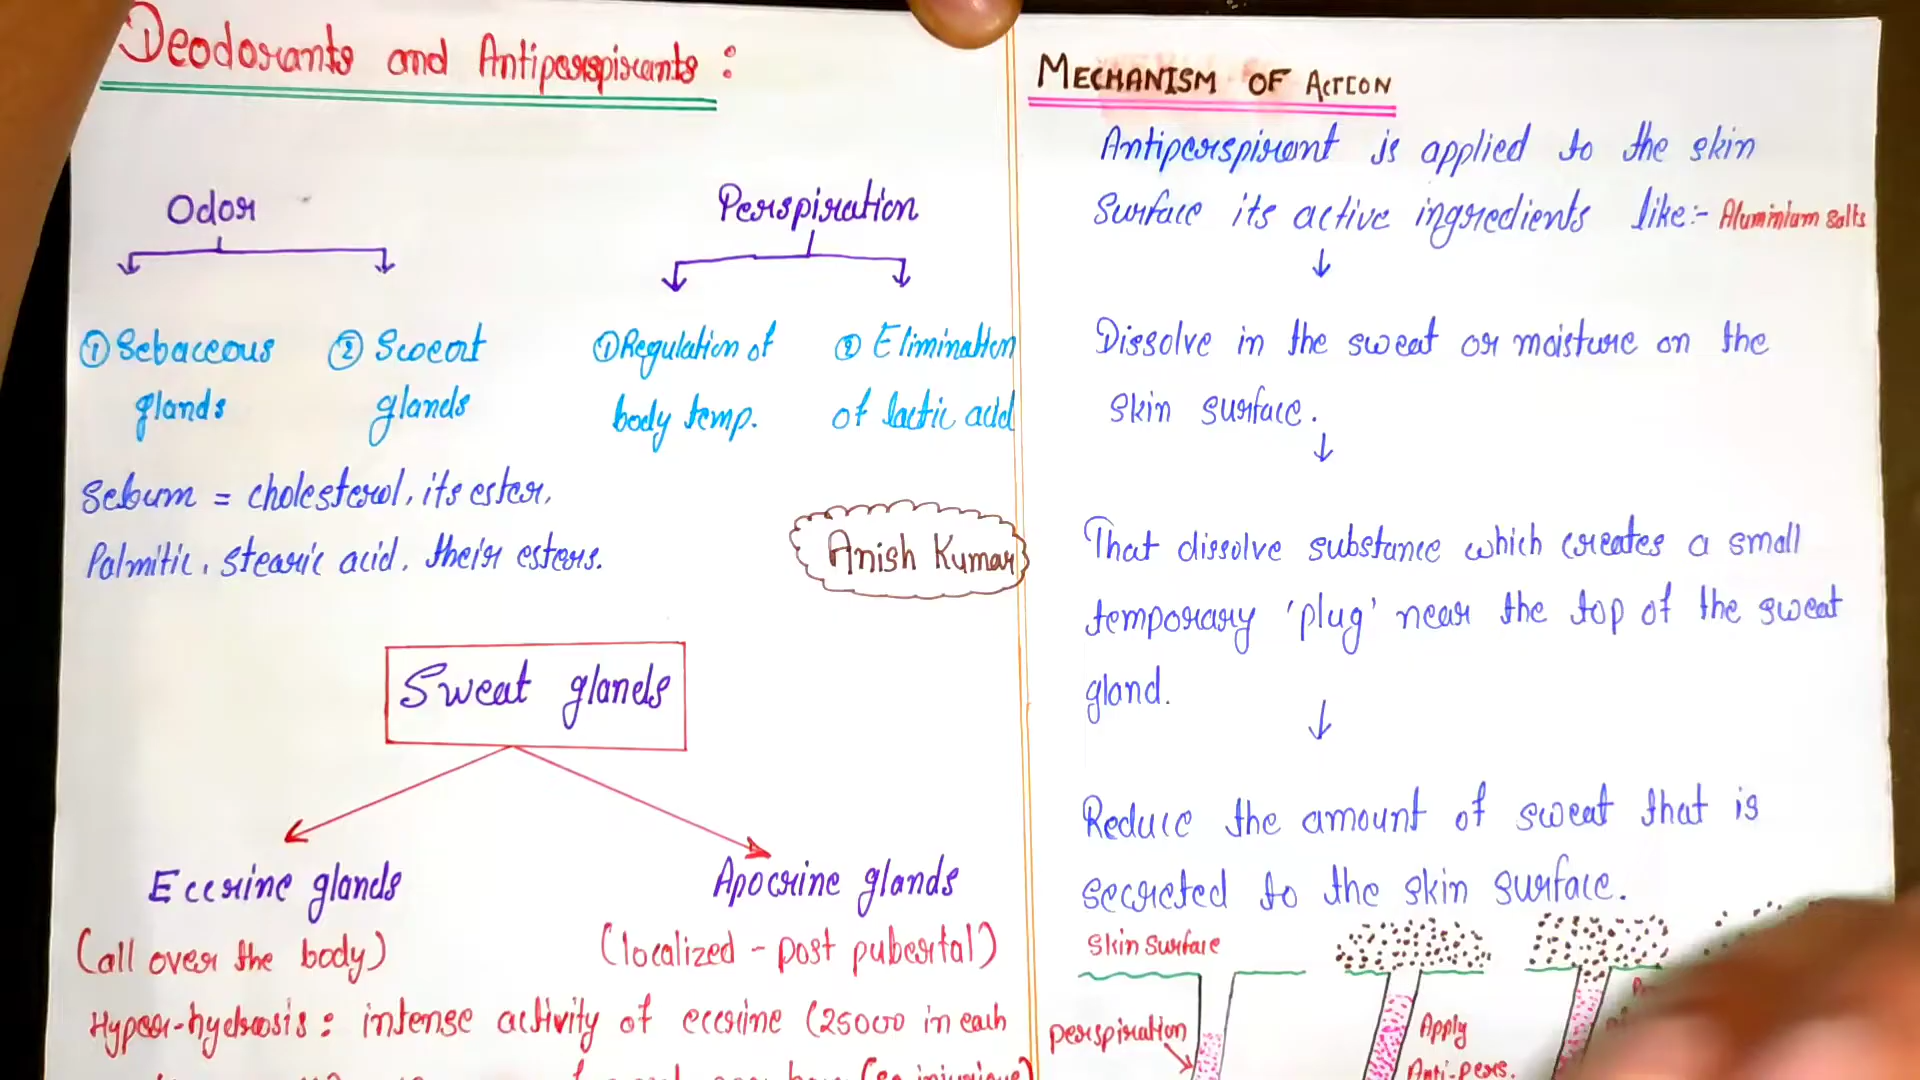 Deodorants and Antiperspirants :
Odor
Perspiration
① Sebaceous
glands
② Sweat
glands
① Regulation of
body temp.
② Elimination
of lactic acid
Sebum = cholesterol, its ester,
Palmitic, stearic acid, their esters.
Anish Kumar
Sweat glands
Eccrine glands
(all over the body)
Apocrine glands
(localized - post pubertal)
Hyper-hydrosis : intense activity of eccrine (25000 in each
MECHANISM OF ACTION
Antiperspirant is applied to the skin
surface its active ingredients like:- Aluminium salts
↓
Dissolve in the sweat or moisture on the
skin surface.
↓
That dissolve substance which creates a small
temporary 'plug' near the top of the sweat
gland.
↓
Reduce the amount of sweat that is
secreted to the skin surface.
Skin surface
perspiration
Apply
Anti-pers.